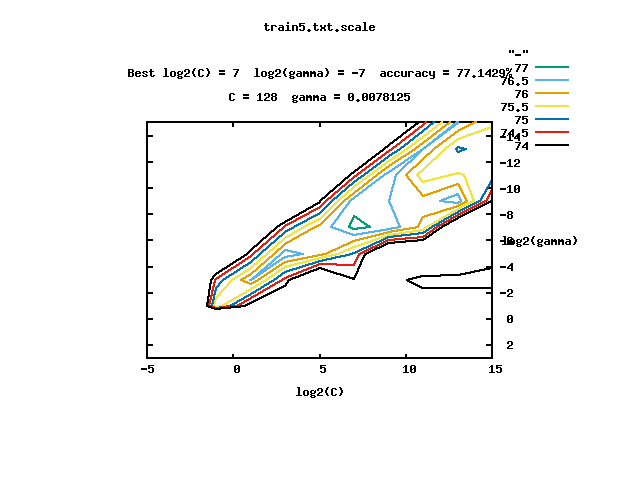 train5.txt.scale
"-"
Best log2(C) = 7  log2(gamma) = -7  accuracy = 77.1429%
77
76.5
C = 128  gamma = 0.0078125
76
75.5
75
74.5
-14
74
-12
-10
-8
-6
log2(gamma)
-4
-2
0
2
-5 0 5 10 15
log2(C)